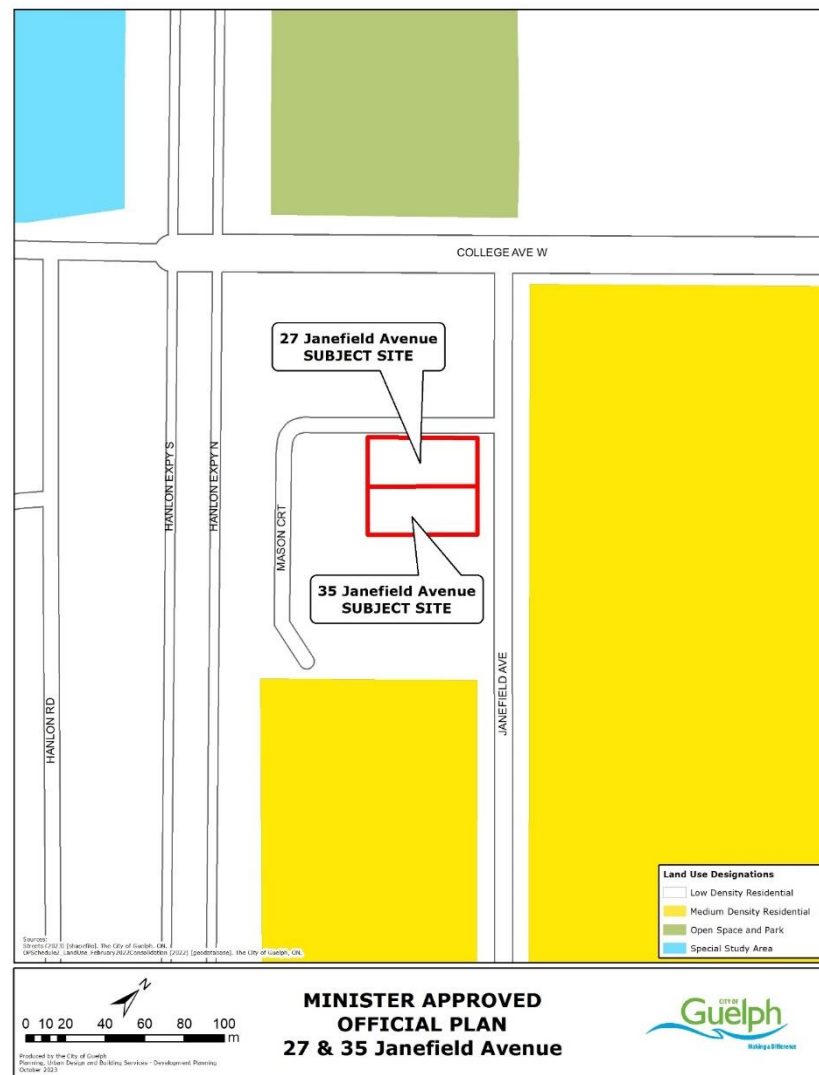 COLLEGE AVE W
27 Janefield Avenue
SUBJECT SITE
HANLON EXPY S
HANLON EXPY N
MASON CRT
35 Janefield Avenue
SUBJECT SITE
HANLON RD
JANEFIELD AVE
Land Use Designations
Low Density Residential
Medium Density Residential
Open Space and Park
Special Study Area
Sources:
Streets (2023) [shapefile]. The City of Guelph, ON.
OPSchedule2_LandUse_February2022Consolidation (2022) [geodatabase]. The City of Guelph, ON.
N
0 10 20 40 60 80 100
m
Produced by the City of Guelph
Planning, Urban Design and Building Services - Development Planning
October 2023
MINISTER APPROVED
OFFICIAL PLAN
27 & 35 Janefield Avenue
CITY OF
Guelph
Making a Difference